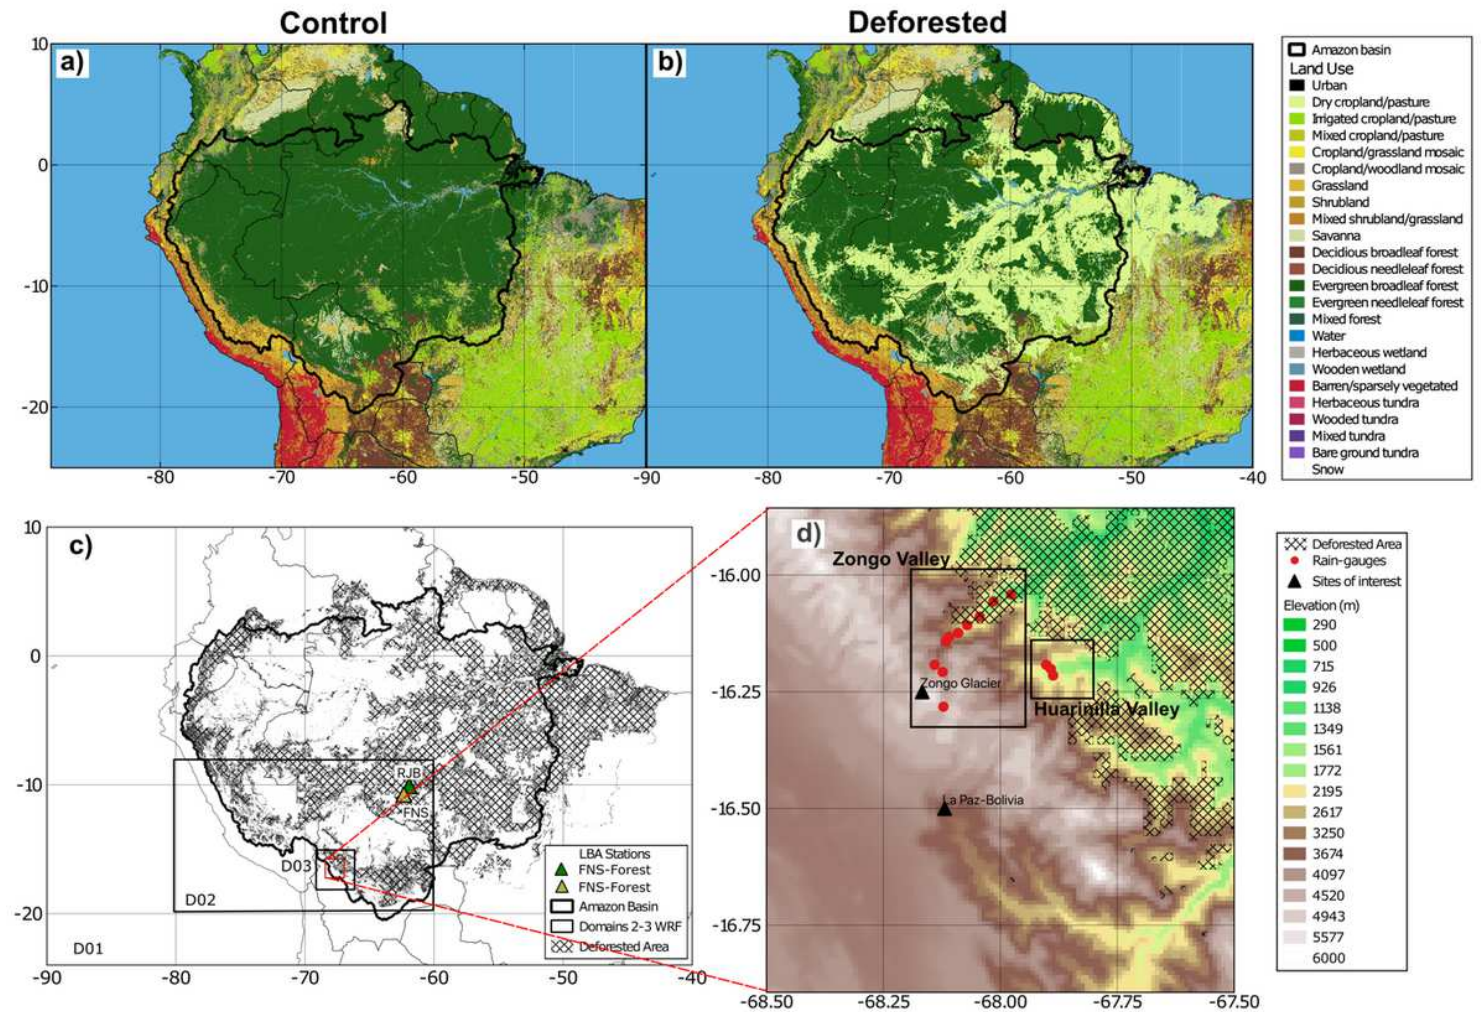 Control
Deforested
a)
b)
10
0
-10
-20
-80
-70
-60
-50
-90
-80
-70
-60
-50
-40
Amazon basin
Land Use
Urban
Dry cropland/pasture
Irrigated cropland/pasture
Mixed cropland/pasture
Cropland/grassland mosaic
Cropland/woodland mosaic
Grassland
Shrubland
Mixed shrubland/grassland
Savanna
Decidious broadleaf forest
Decidious needleleaf forest
Evergreen broadleaf forest
Evergreen needleleaf forest
Mixed forest
Water
Herbaceous wetland
Wooden wetland
Barren/sparsely vegetated
Herbaceous tundra
Wooded tundra
Mixed tundra
Bare ground tundra
Snow
c)
10
0
-10
-20
-90
-80
-70
-60
-50
-40
RJB
FNS
D03
D02
D01
LBA Stations
FNS-Forest
FNS-Forest
Amazon Basin
Domains 2-3 WRF
Deforested Area
d)
Zongo Valley
Zongo Glacier
Huarinilla Valley
La Paz-Bolivia
-16.00
-16.25
-16.50
-16.75
-68.50
-68.25
-68.00
-67.75
-67.50
Deforested Area
Rain-gauges
Sites of interest
Elevation (m)
290
500
715
926
1138
1349
1561
1772
2195
2617
3250
3674
4097
4520
4943
5577
6000